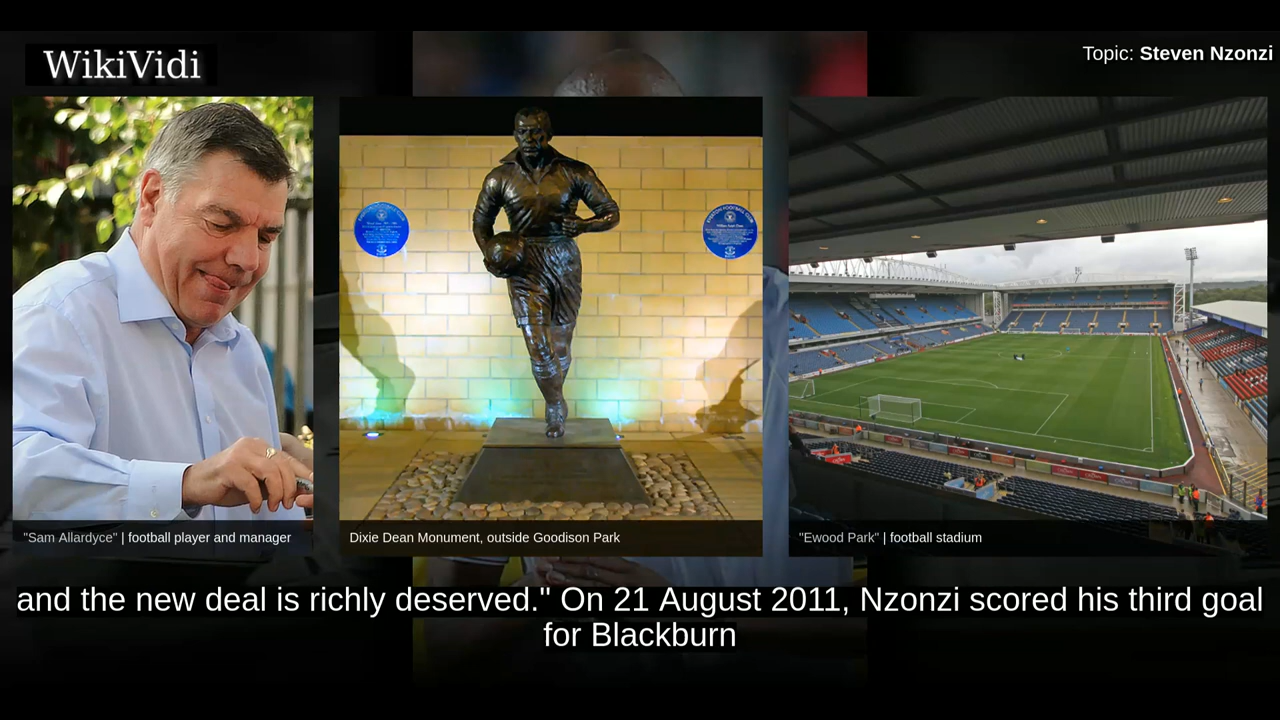 WikiVidi
Topic: Steven Nzonzi
"Sam Allardyce" | football player and manager
Dixie Dean Monument, outside Goodison Park
"Ewood Park" | football stadium
and the new deal is richly deserved." On 21 August 2011, Nzonzi scored his third goal
for Blackburn